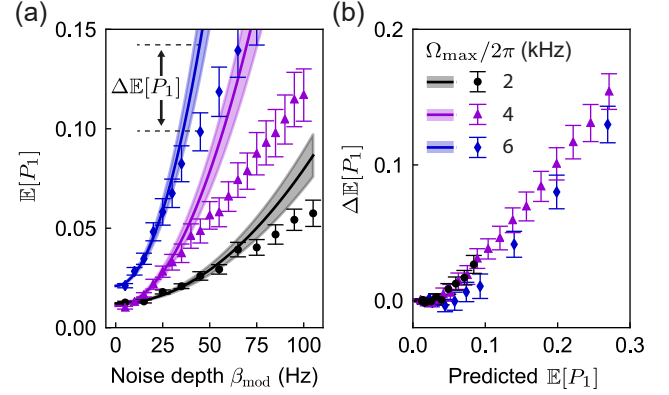 (a)
0.15
0.10
0.05
0.00
𝔼[P₁]
Δ𝔼[P₁]
0 25 50 75 100
Noise depth βmod (Hz)
(b)
0.2
0.1
0.0
Δ𝔼[P₁]
Ωmax/2π (kHz)
2
4
6
0.0 0.1 0.2 0.3
Predicted 𝔼[P₁]